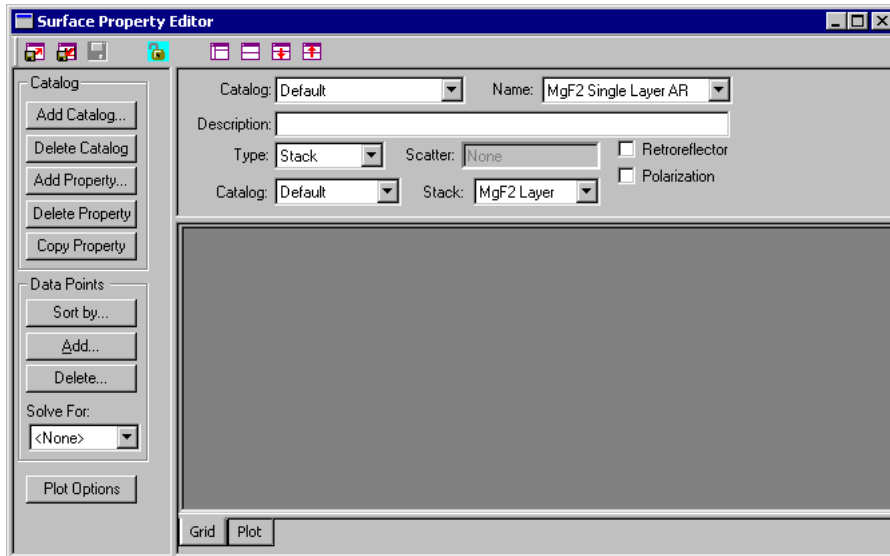 Surface Property Editor
Catalog
Add Catalog...
Delete Catalog
Add Property...
Delete Property
Copy Property
Data Points
Sort by...
Add...
Delete...
Solve For:
<None>
Plot Options
Catalog: Default Name: MgF2 Single Layer AR
Description:
Type: Stack Scatter: None Retroreflector
Polarization
Catalog: Default Stack: MgF2 Layer
Grid Plot